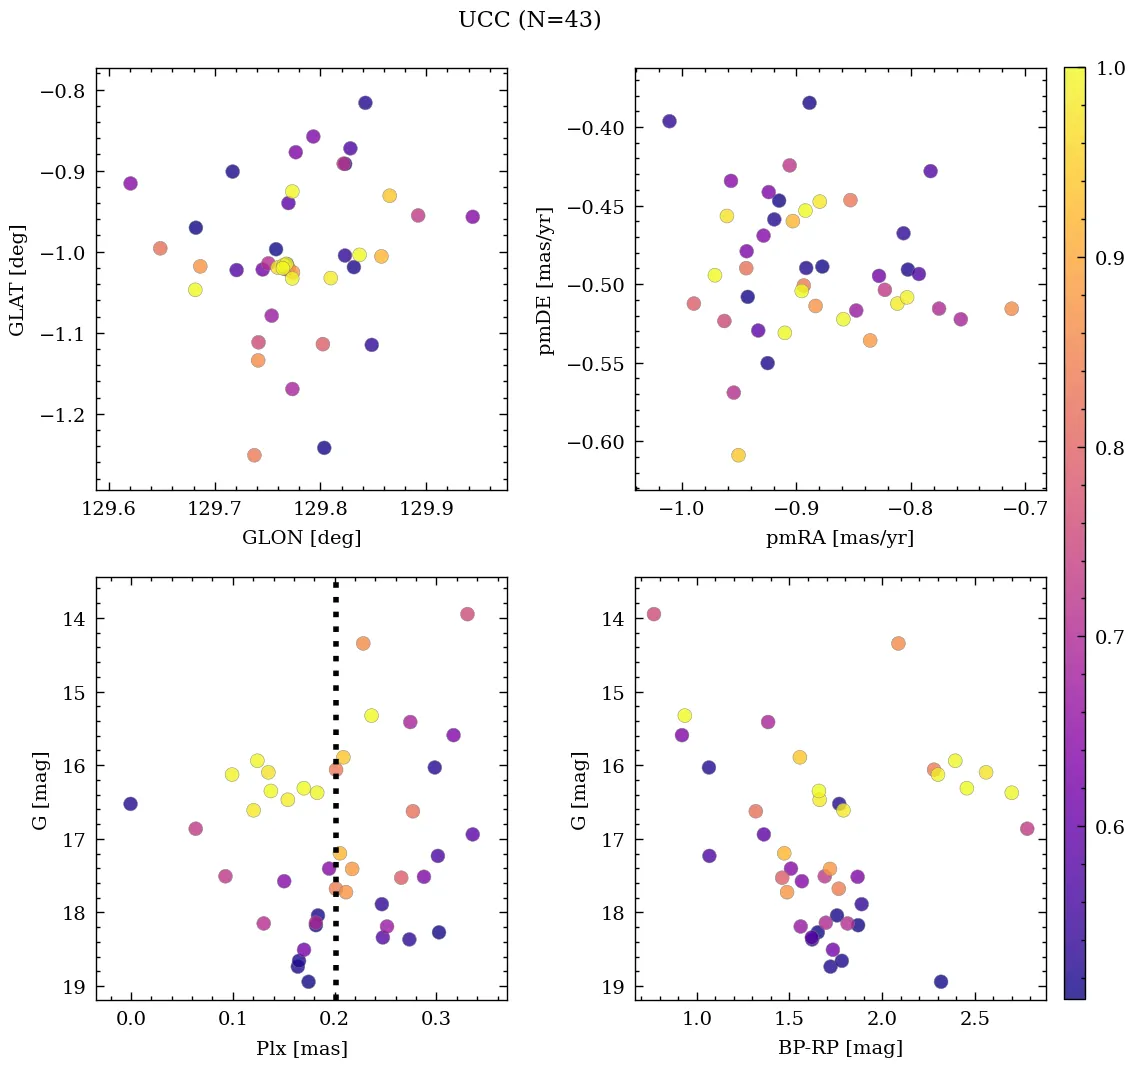 UCC (N=43)
−0.8
−0.9
−1.0
−1.1
−1.2
GLAT [deg]
129.6 129.7 129.8 129.9
GLON [deg]
−0.40
−0.45
−0.50
−0.55
−0.60
pmDE [mas/yr]
−1.0 −0.9 −0.8 −0.7
pmRA [mas/yr]
14
15
16
17
18
19
G [mag]
0.0 0.1 0.2 0.3
Plx [mas]
14
15
16
17
18
19
G [mag]
1.0 1.5 2.0 2.5
BP-RP [mag]
1.0
0.9
0.8
0.7
0.6